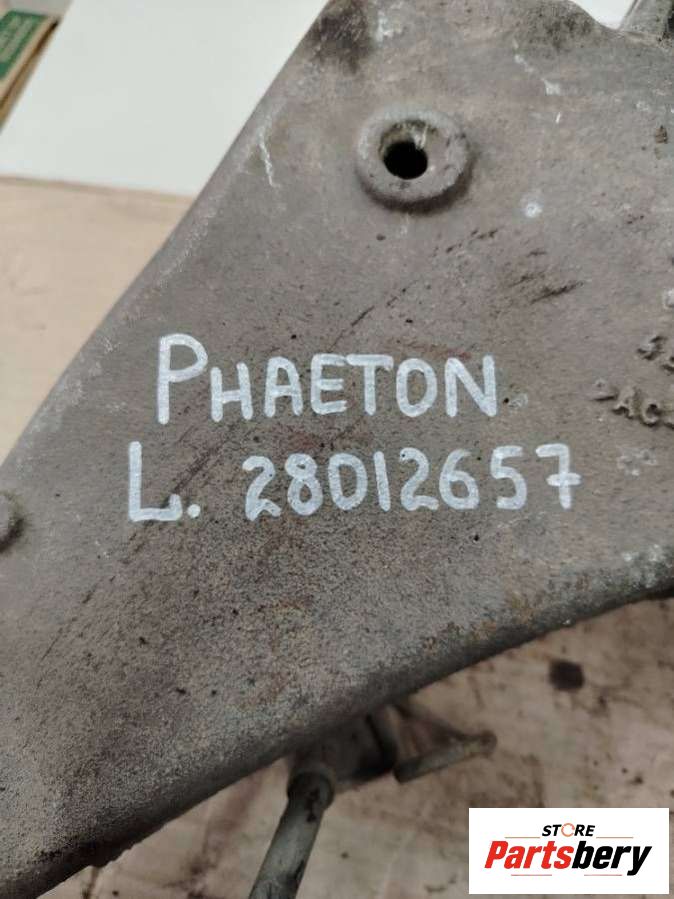 PHAETON
L. 28012657
STORE
Partsbery